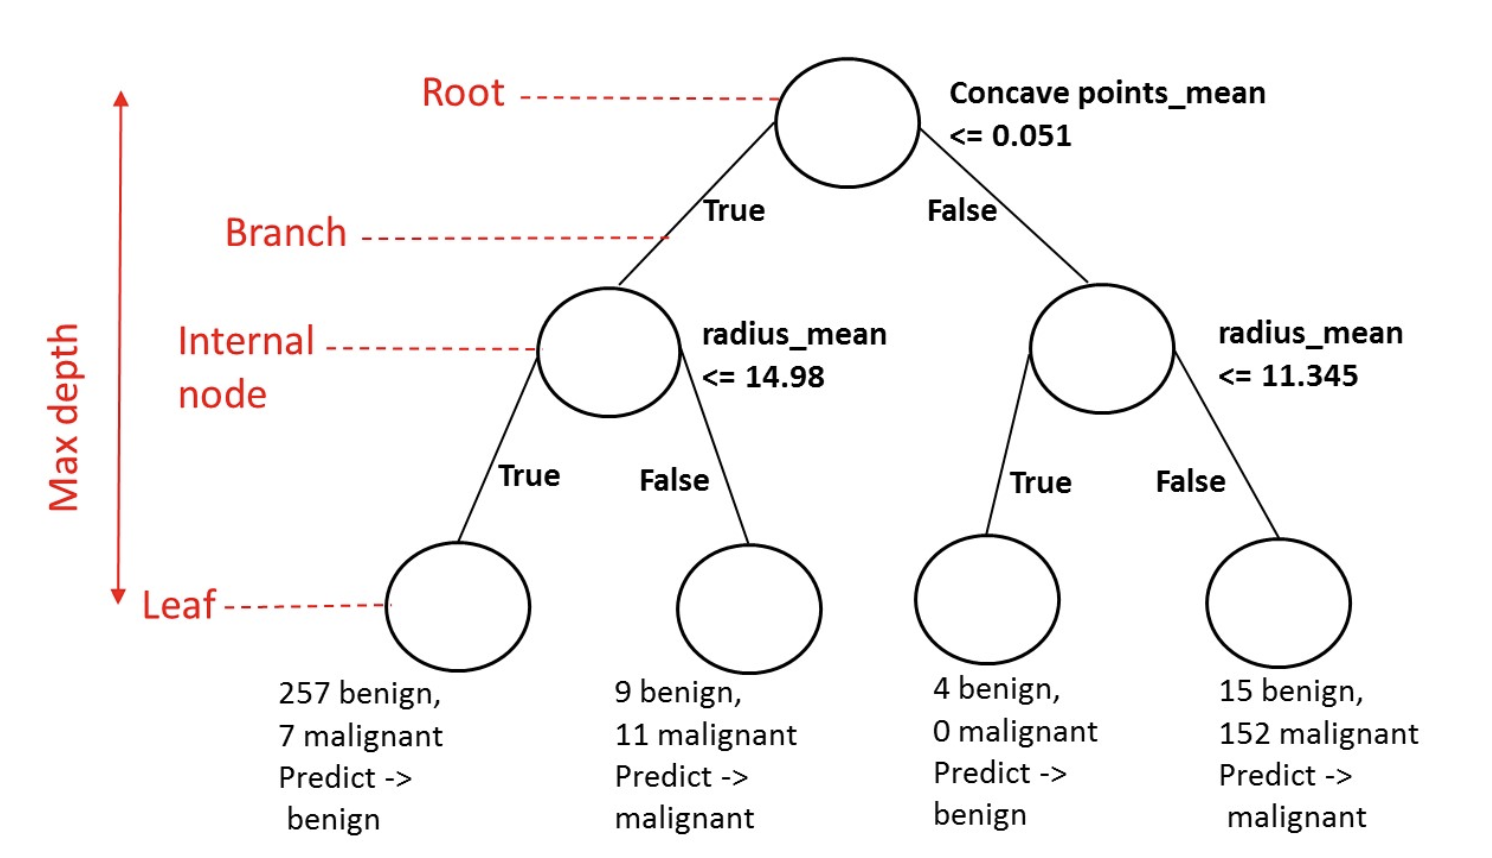 Root
Concave points_mean
<= 0.051
True
False
Branch
Internal
node
radius_mean
<= 14.98
radius_mean
<= 11.345
Max depth
True
False
True
False
Leaf
257 benign,
7 malignant
Predict ->
benign
9 benign,
11 malignant
Predict ->
malignant
4 benign,
0 malignant
Predict ->
benign
15 benign,
152 malignant
Predict ->
malignant